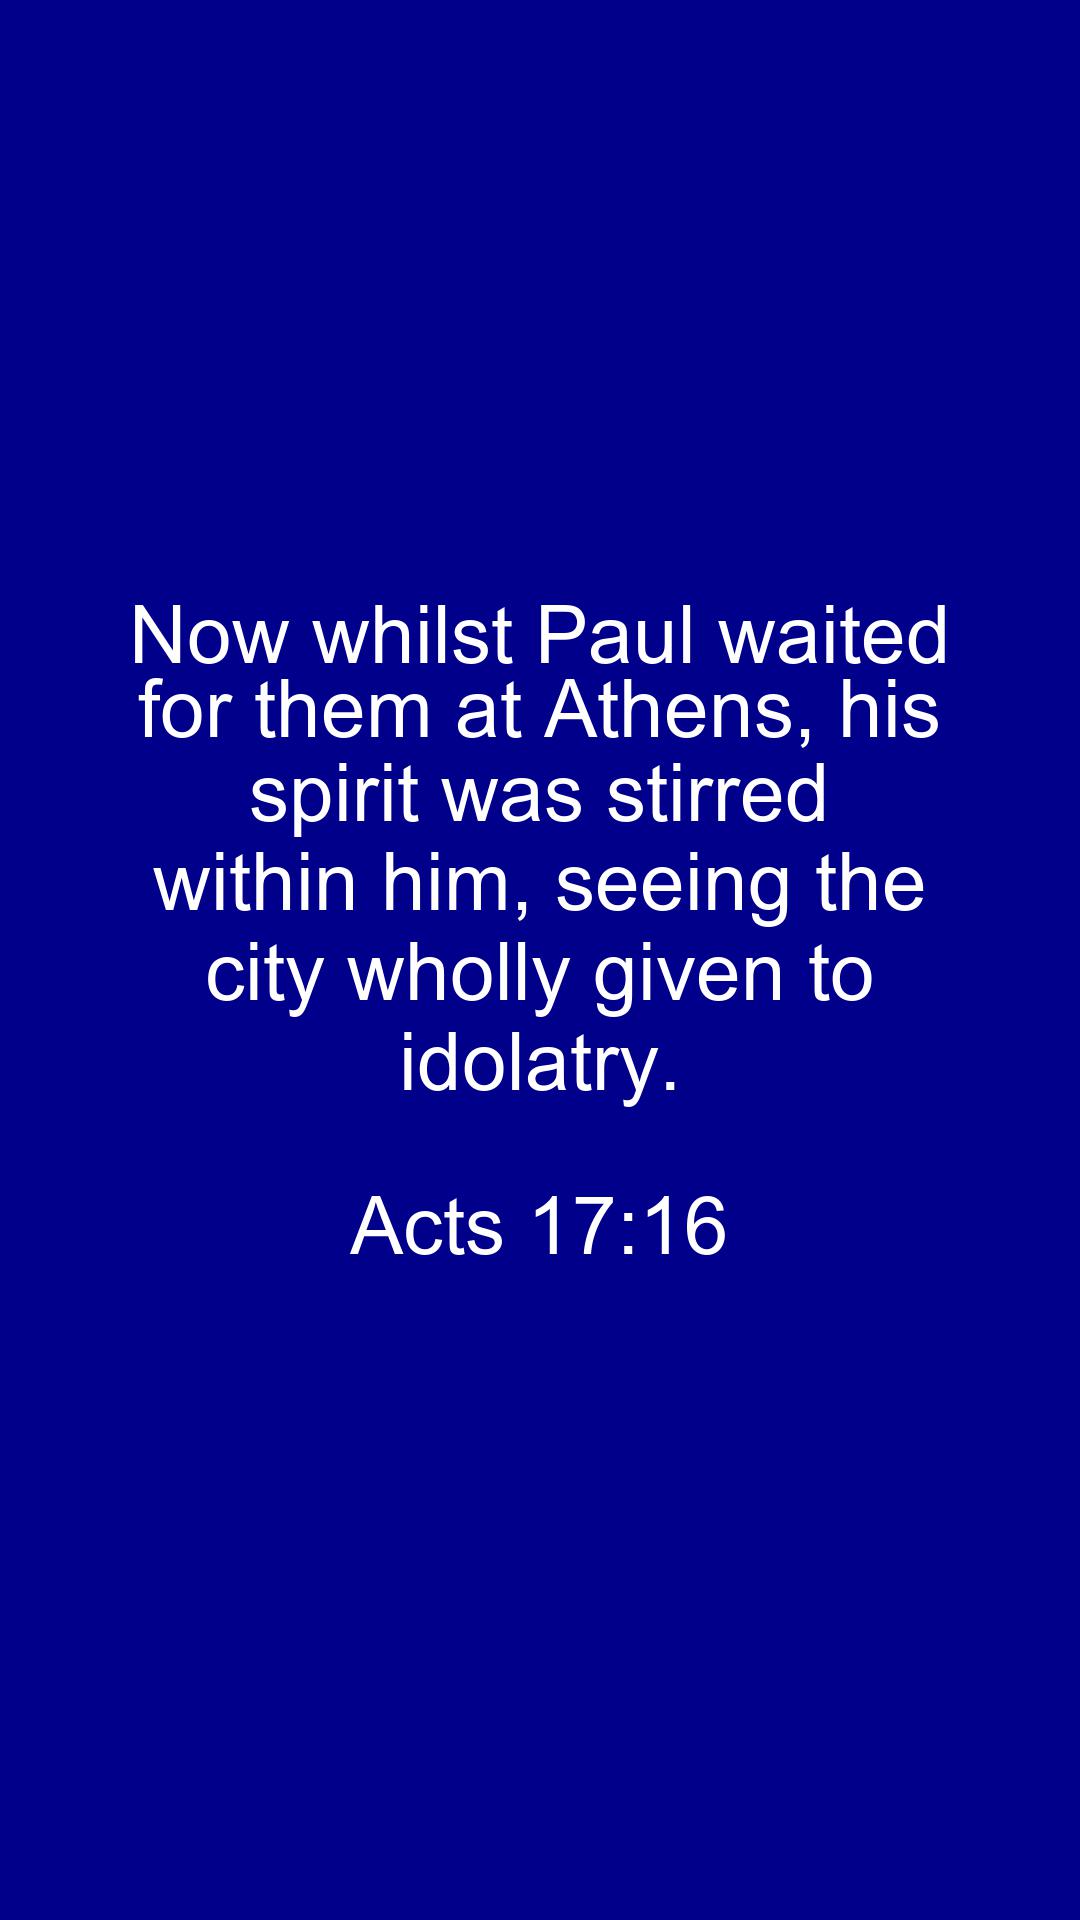 Now whilst Paul waited
for them at Athens, his
spirit was stirred
within him, seeing the
city wholly given to
idolatry.
Acts 17:16